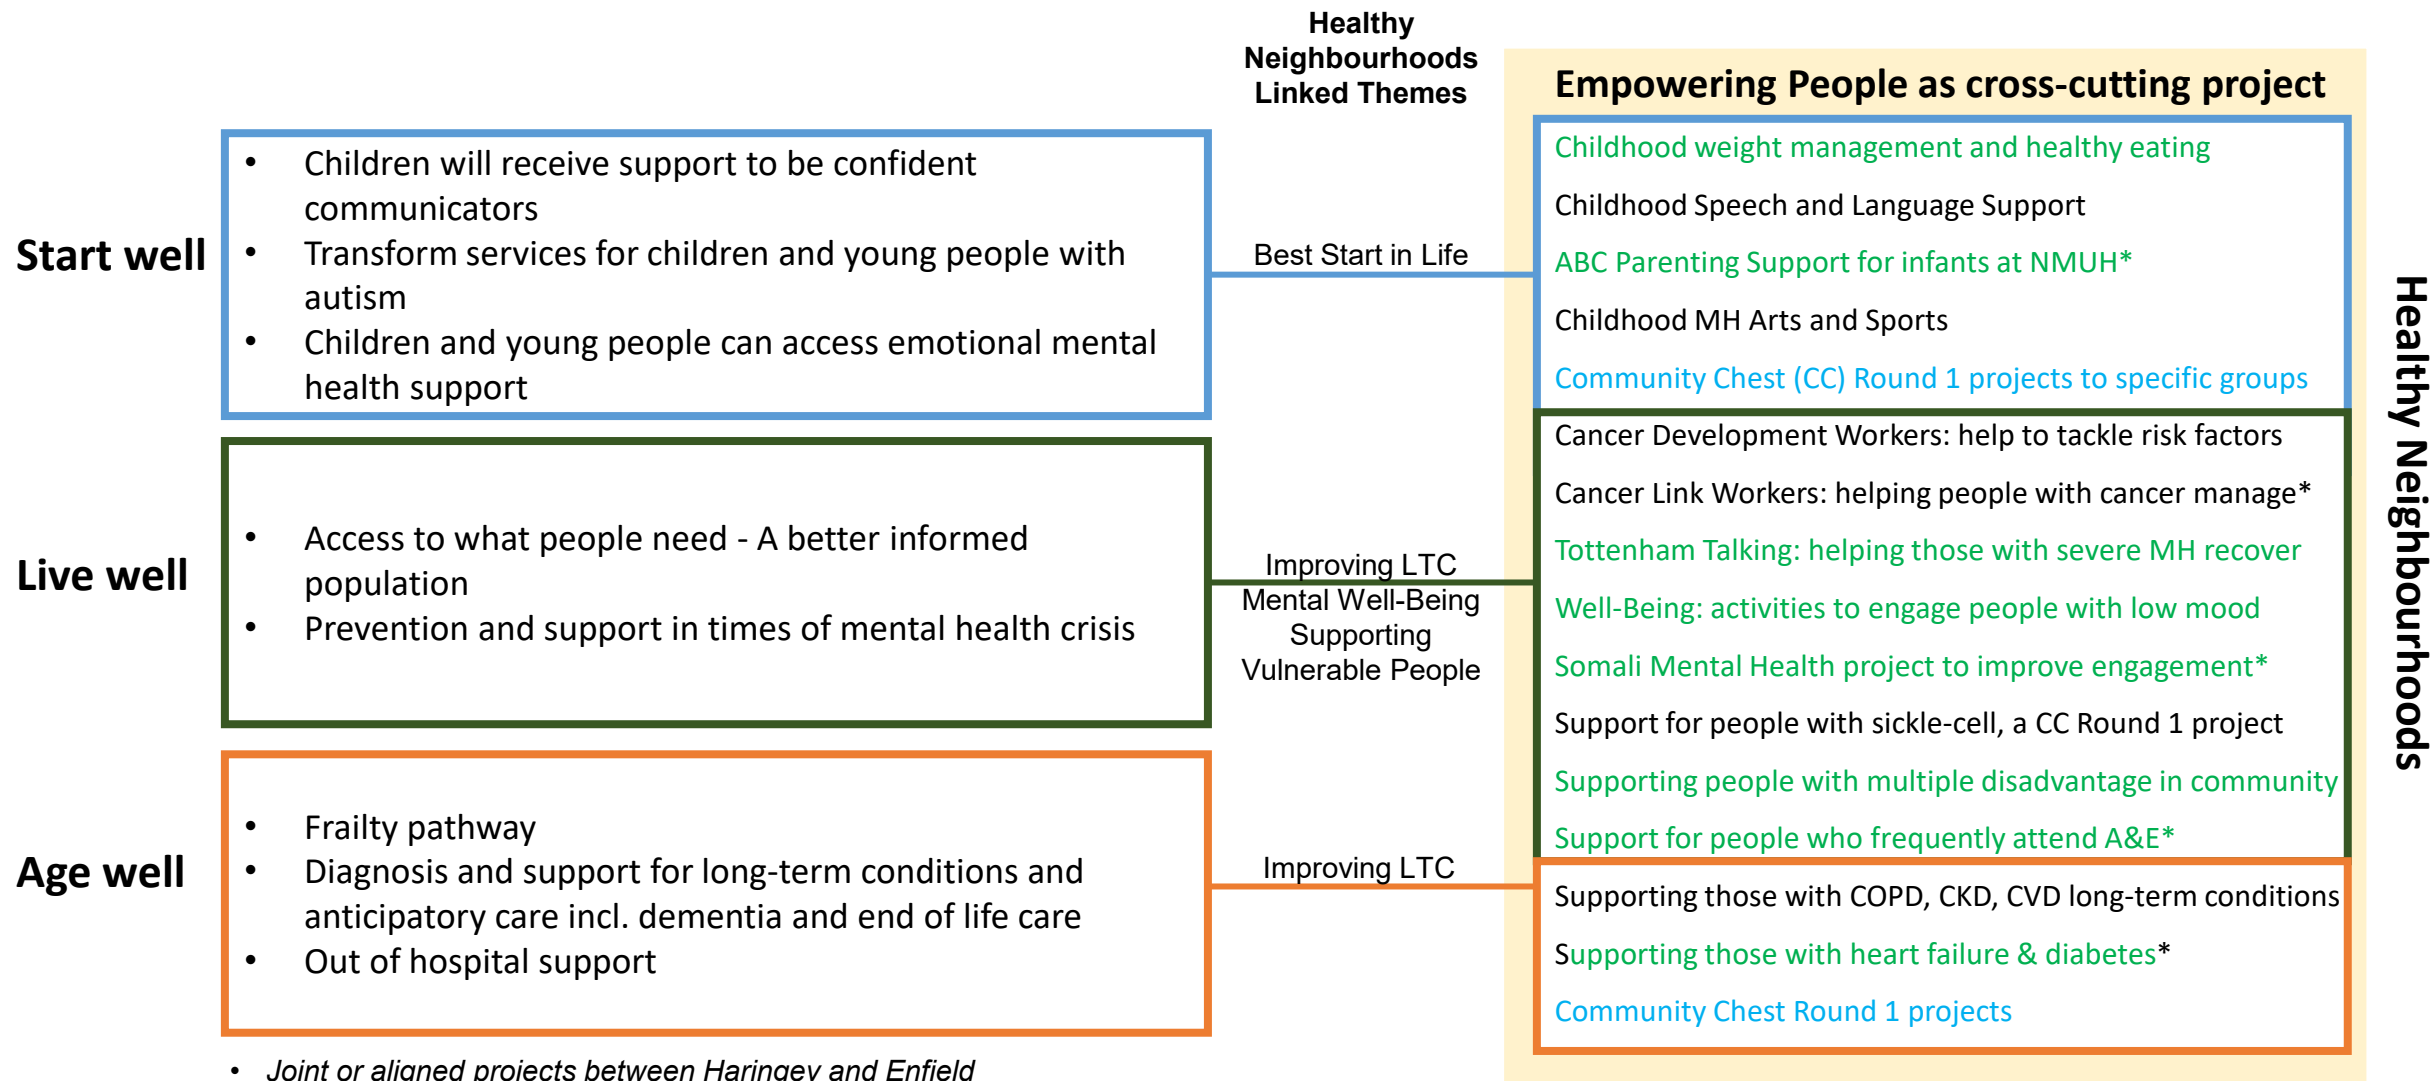 Healthy
Neighbourhoods
Linked Themes
Empowering People as cross-cutting project
Start well
• Children will receive support to be confident
communicators
• Transform services for children and young people with
autism
• Children and young people can access emotional mental
health support
Best Start in Life
Childhood weight management and healthy eating
Childhood Speech and Language Support
ABC Parenting Support for infants at NMUH*
Childhood MH Arts and Sports
Community Chest (CC) Round 1 projects to specific groups
Live well
• Access to what people need - A better informed
population
• Prevention and support in times of mental health crisis
Improving LTC
Mental Well-Being
Supporting
Vulnerable People
Cancer Development Workers: help to tackle risk factors
Cancer Link Workers: helping people with cancer manage*
Tottenham Talking: helping those with severe MH recover
Well-Being: activities to engage people with low mood
Somali Mental Health project to improve engagement*
Support for people with sickle-cell, a CC Round 1 project
Supporting people with multiple disadvantage in community
Support for people who frequently attend A&E*
Age well
• Frailty pathway
• Diagnosis and support for long-term conditions and
anticipatory care incl. dementia and end of life care
• Out of hospital support
Improving LTC
Supporting those with COPD, CKD, CVD long-term conditions
Supporting those with heart failure & diabetes*
Community Chest Round 1 projects
Healthy Neighbourhoods
• Joint or aligned projects between Haringey and Enfield